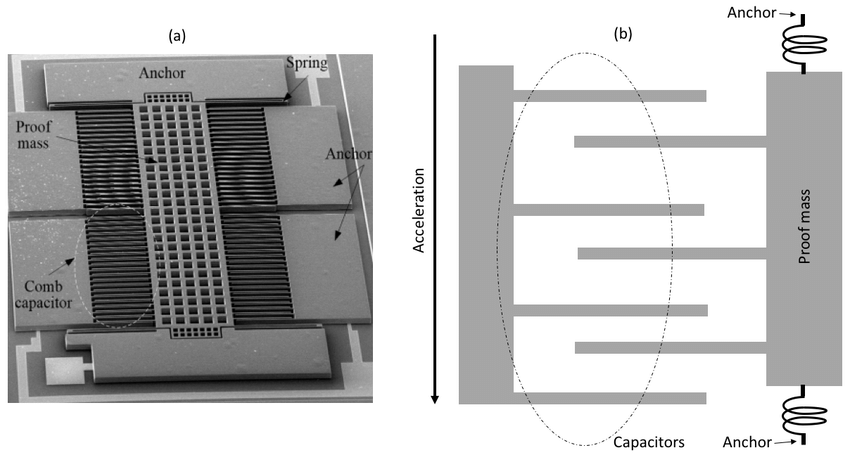 (a)
Anchor
Spring
Proof
mass
Anchor
Comb
capacitor
(b)
Anchor
Acceleration
Proof mass
Capacitors
Anchor